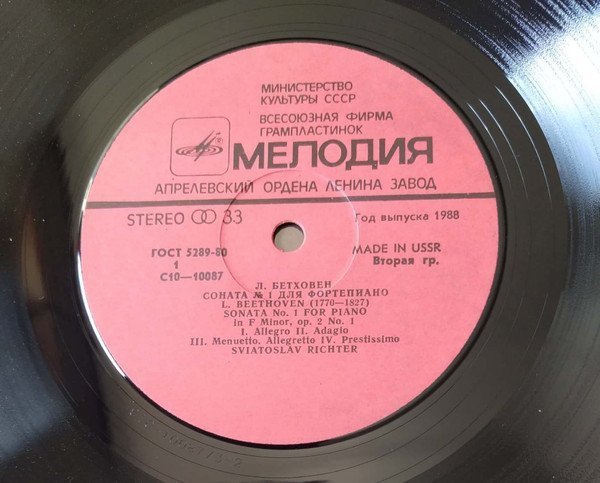 МИНИСТЕРСТВО
КУЛЬТУРЫ СССР
ВСЕСОЮЗНАЯ ФИРМА
ГРАМПЛАСТИНОК
МЕЛОДИЯ
АПРЕЛЕВСКИЙ ОРДЕНА ЛЕНИНА ЗАВОД
STEREO 33
Год выпуска 1988
ГОСТ 5289-80
MADE IN USSR
1
Вторая гр.
С10—10087
Л. БЕТХОВЕН
СОНАТА № 1 ДЛЯ ФОРТЕПИАНО
L. BEETHOVEN (1770—1827)
SONATA No. 1 FOR PIANO
in F Minor, op. 2 No. 1
I. Allegro II. Adagio
III. Menuetto. Allegretto IV. Prestissimo
SVIATOSLAV RICHTER